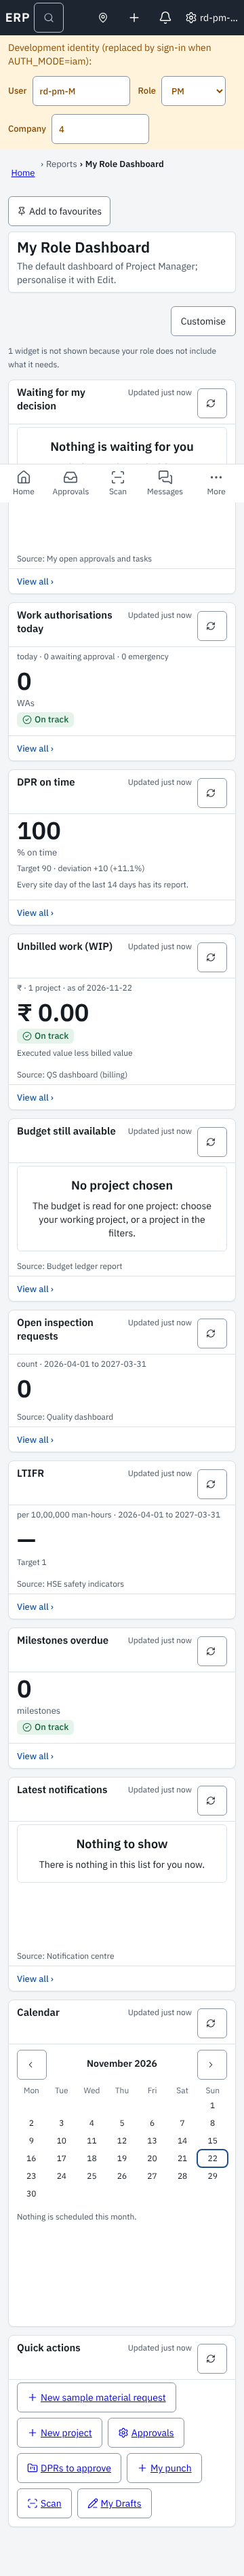 ERP
rd-pm-...
Development identity (replaced by sign-in when
AUTH_MODE=iam):
User rd-pm-M Role PM
Company 4
Home › Reports › My Role Dashboard
Add to favourites
My Role Dashboard
The default dashboard of Project Manager;
personalise it with Edit.
Customise
1 widget is not shown because your role does not include
what it needs.
Waiting for my
decision
Updated just now
Nothing is waiting for you
Home Approvals Scan Messages More
Source: My open approvals and tasks
View all ›
Work authorisations
today
Updated just now
today · 0 awaiting approval · 0 emergency
0
WAs
On track
View all ›
DPR on time
Updated just now
100
% on time
Target 90 · deviation +10 (+11.1%)
Every site day of the last 14 days has its report.
View all ›
Unbilled work (WIP)
Updated just now
₹ · 1 project · as of 2026-11-22
₹ 0.00
On track
Executed value less billed value
Source: QS dashboard (billing)
View all ›
Budget still available
Updated just now
No project chosen
The budget is read for one project: choose
your working project, or a project in the
filters.
Source: Budget ledger report
View all ›
Open inspection
requests
Updated just now
count · 2026-04-01 to 2027-03-31
0
Source: Quality dashboard
View all ›
LTIFR
Updated just now
per 10,00,000 man-hours · 2026-04-01 to 2027-03-31
—
Target 1
Source: HSE safety indicators
View all ›
Milestones overdue
Updated just now
0
milestones
On track
View all ›
Latest notifications
Updated just now
Nothing to show
There is nothing in this list for you now.
Source: Notification centre
View all ›
Calendar
Updated just now
‹ November 2026 ›
Mon Tue Wed Thu Fri Sat Sun
1
2 3 4 5 6 7 8
9 10 11 12 13 14 15
16 17 18 19 20 21 22
23 24 25 26 27 28 29
30
Nothing is scheduled this month.
Quick actions
Updated just now
New sample material request
New project
Approvals
DPRs to approve
My punch
Scan
My Drafts